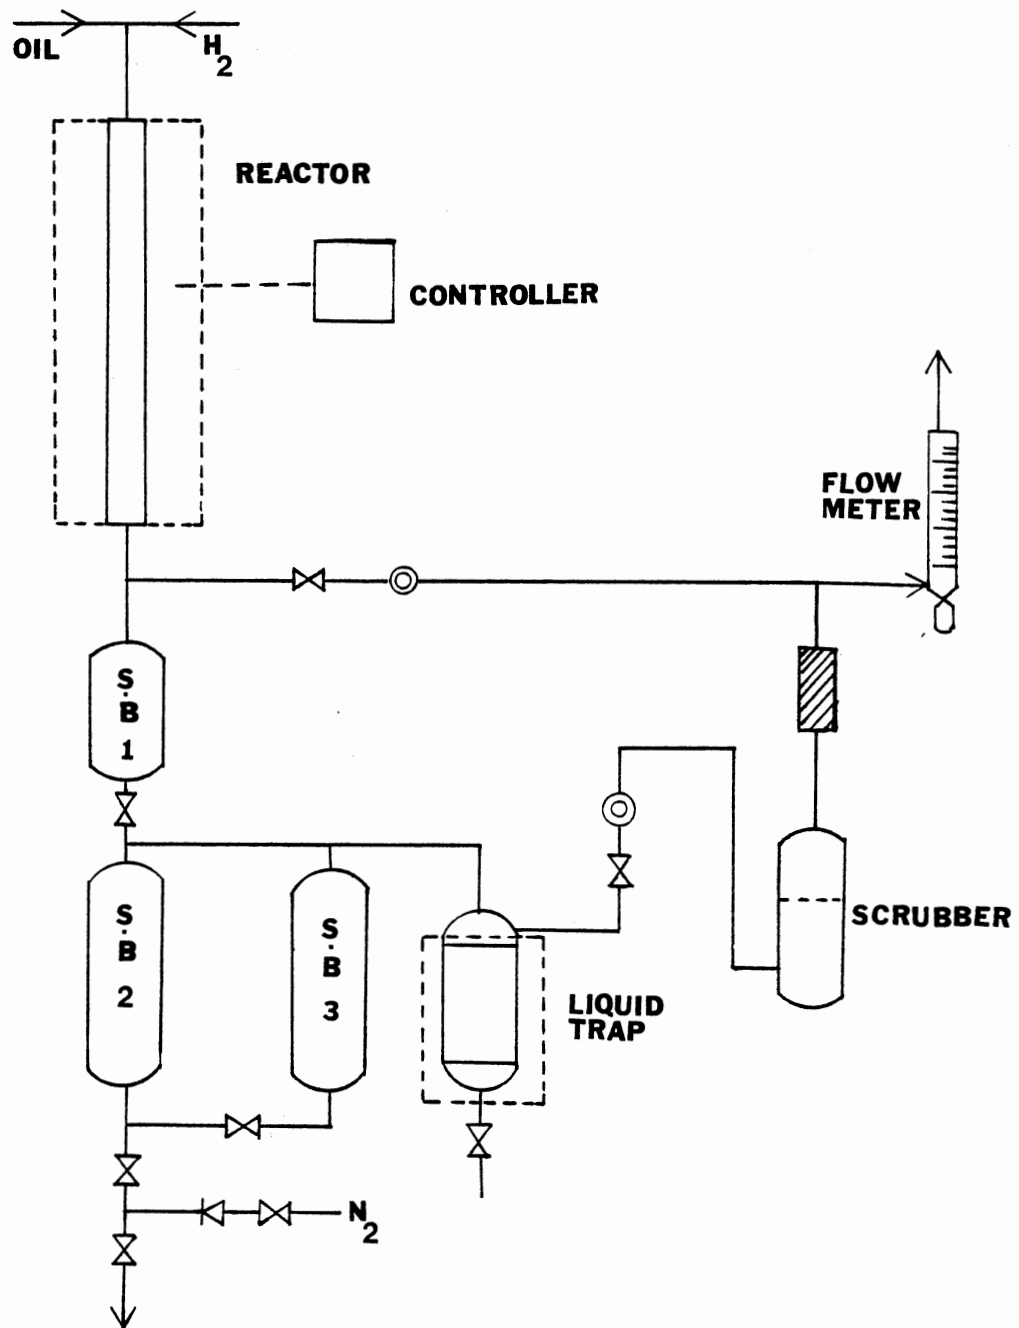 OIL
H2
REACTOR
CONTROLLER
FLOW
METER
S.B
1
S.B
2
S.B
3
LIQUID
TRAP
SCRUBBER
N2